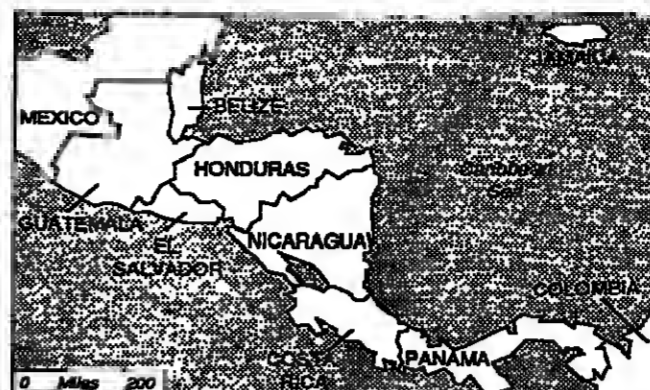 JAMAICA
MEXICO
BELIZE
HONDURAS
Caribbean
Sea
GUATEMALA
EL
SALVADOR
NICARAGUA
COLOMBIA
COSTA
RICA
PANAMA
0 Miles 200